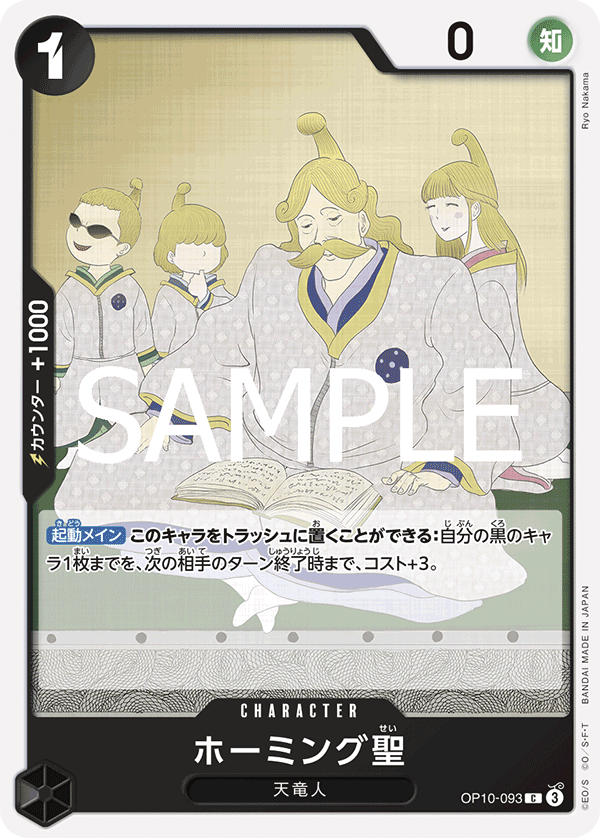 1
0
知
Ryo Nakama
カウンター +1000
SAMPLE
起動メイン このキャラをトラッシュに置くことができる：自分の黒のキャ
ラ1枚までを、次の相手のターン終了時まで、コスト+3。
CHARACTER
ホーミング聖
天竜人
OP10-093 C 3
©E.O/S ©O/S・F・T BANDAI MADE IN JAPAN